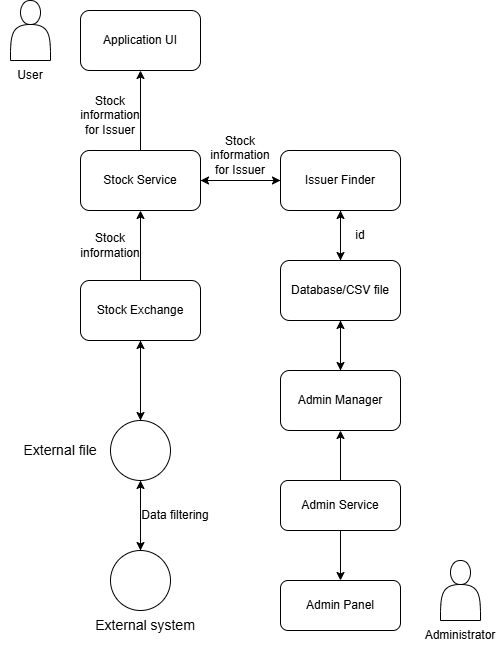 Application UI
User
Stock
information
for Issuer
Stock
information
for Issuer
Stock Service
Issuer Finder
Stock
information
id
Database/CSV file
Stock Exchange
Admin Manager
External file
Admin Service
Data filtering
Admin Panel
External system
Administrator